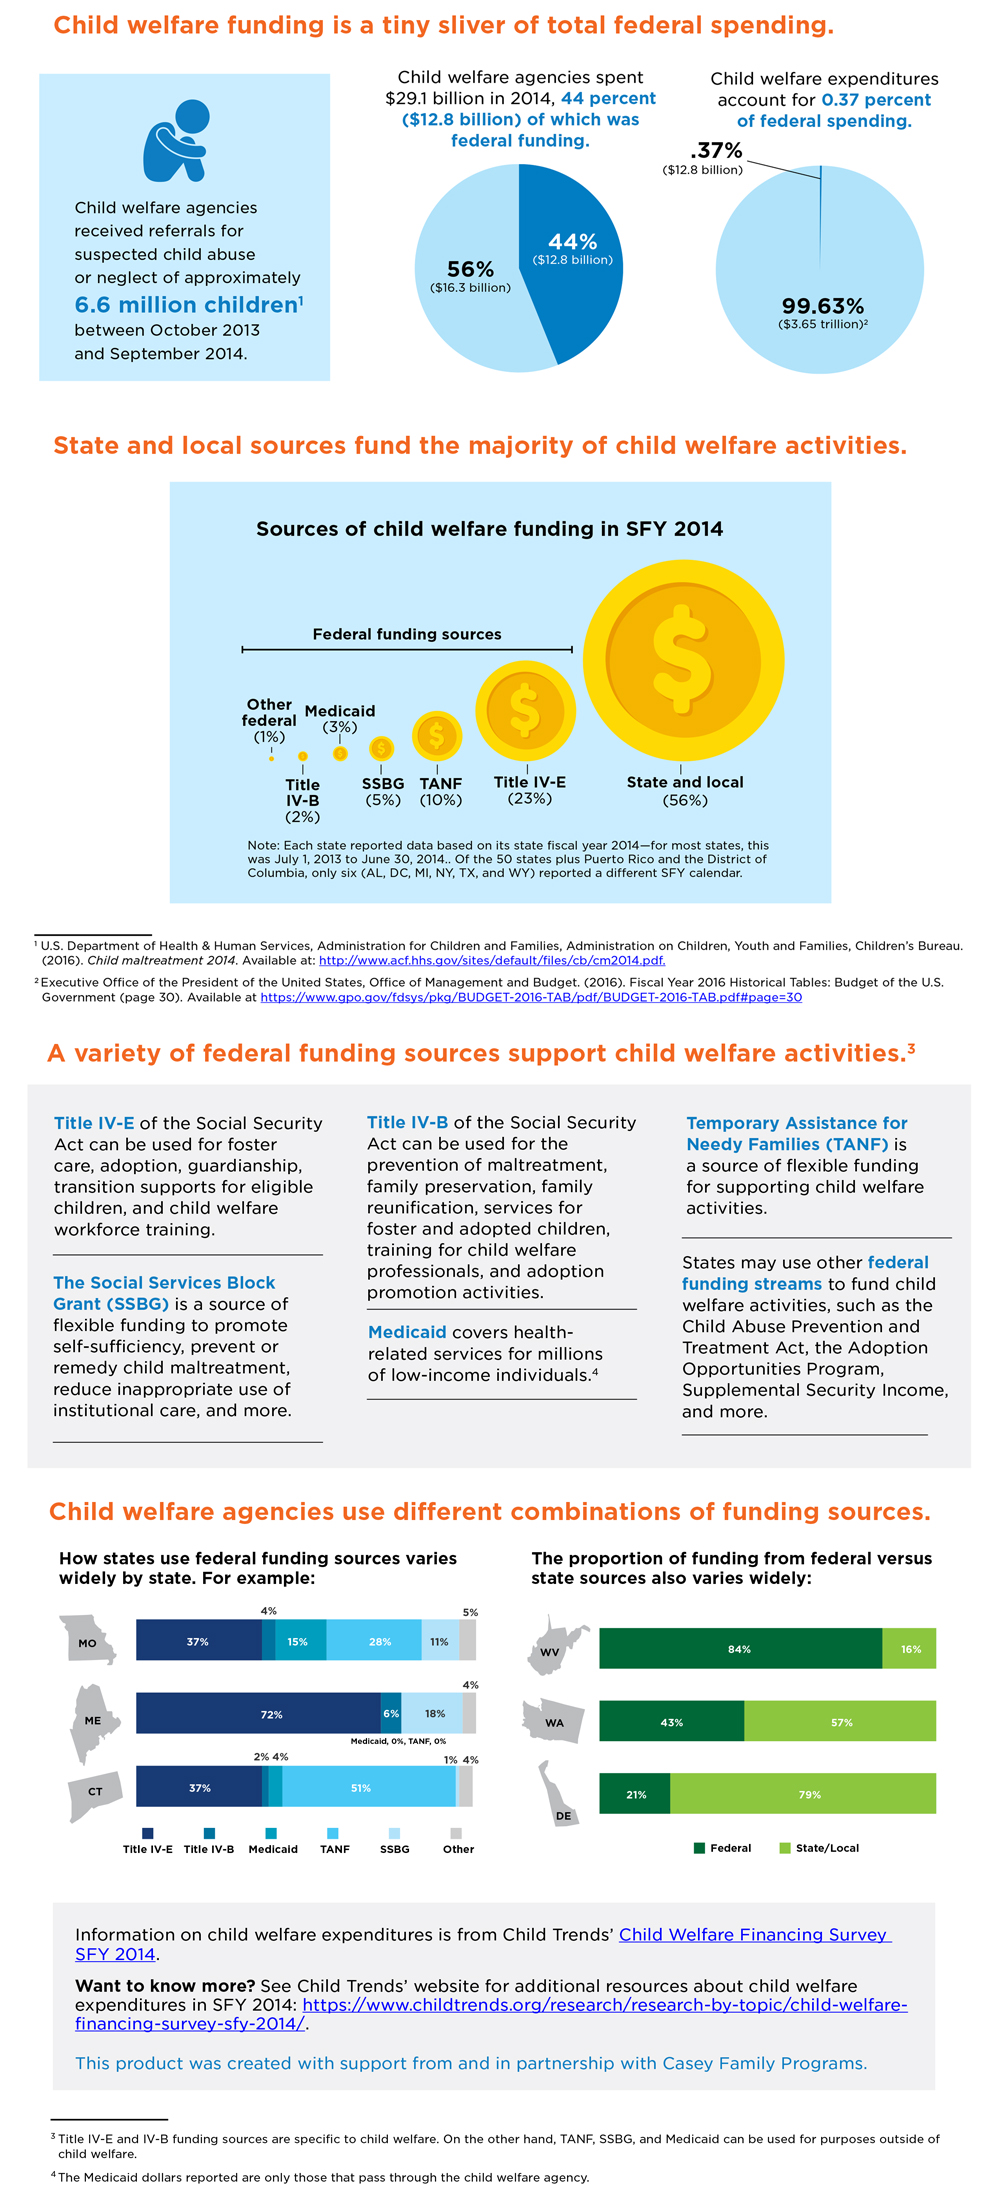 Child welfare funding is a tiny sliver of total federal spending.
Child welfare agencies
received referrals for
suspected child abuse
or neglect of approximately
6.6 million children¹
between October 2013
and September 2014.
Child welfare agencies spent
$29.1 billion in 2014, 44 percent
($12.8 billion) of which was
federal funding.
44%
($12.8 billion)
56%
($16.3 billion)
Child welfare expenditures
account for 0.37 percent
of federal spending.
.37%
($12.8 billion)
99.63%
($3.65 trillion)²
State and local sources fund the majority of child welfare activities.
Sources of child welfare funding in SFY 2014
Federal funding sources
Other
federal
(1%)
Title
IV-B
(2%)
Medicaid
(3%)
SSBG
(5%)
TANF
(10%)
Title IV-E
(23%)
State and local
(56%)
Note: Each state reported data based on its state fiscal year 2014—for most states, this
was July 1, 2013 to June 30, 2014.. Of the 50 states plus Puerto Rico and the District of
Columbia, only six (AL, DC, MI, NY, TX, and WY) reported a different SFY calendar.
¹ U.S. Department of Health & Human Services, Administration for Children and Families, Administration on Children, Youth and Families, Children’s Bureau.
(2016). Child maltreatment 2014. Available at: http://www.acf.hhs.gov/sites/default/files/cb/cm2014.pdf.
² Executive Office of the President of the United States, Office of Management and Budget. (2016). Fiscal Year 2016 Historical Tables: Budget of the U.S.
Government (page 30). Available at https://www.gpo.gov/fdsys/pkg/BUDGET-2016-TAB/pdf/BUDGET-2016-TAB.pdf#page=30
A variety of federal funding sources support child welfare activities.³
Title IV-E of the Social Security
Act can be used for foster
care, adoption, guardianship,
transition supports for eligible
children, and child welfare
workforce training.
The Social Services Block
Grant (SSBG) is a source of
flexible funding to promote
self-sufficiency, prevent or
remedy child maltreatment,
reduce inappropriate use of
institutional care, and more.
Title IV-B of the Social Security
Act can be used for the
prevention of maltreatment,
family preservation, family
reunification, services for
foster and adopted children,
training for child welfare
professionals, and adoption
promotion activities.
Medicaid covers health-
related services for millions
of low-income individuals.⁴
Temporary Assistance for
Needy Families (TANF) is
a source of flexible funding
for supporting child welfare
activities.
States may use other federal
funding streams to fund child
welfare activities, such as the
Child Abuse Prevention and
Treatment Act, the Adoption
Opportunities Program,
Supplemental Security Income,
and more.
Child welfare agencies use different combinations of funding sources.
How states use federal funding sources varies
widely by state. For example:
4% 5%
MO 37% 15% 28% 11%
4%
ME 72% 6% 18%
Medicaid, 0%, TANF, 0%
2% 4% 1% 4%
CT 37% 51%
Title IV-E Title IV-B Medicaid TANF SSBG Other
The proportion of funding from federal versus
state sources also varies widely:
WV 84% 16%
WA 43% 57%
DE 21% 79%
Federal State/Local
Information on child welfare expenditures is from Child Trends’ Child Welfare Financing Survey
SFY 2014.
Want to know more? See Child Trends’ website for additional resources about child welfare
expenditures in SFY 2014: https://www.childtrends.org/research/research-by-topic/child-welfare-
financing-survey-sfy-2014/.
This product was created with support from and in partnership with Casey Family Programs.
³ Title IV-E and IV-B funding sources are specific to child welfare. On the other hand, TANF, SSBG, and Medicaid can be used for purposes outside of
child welfare.
⁴ The Medicaid dollars reported are only those that pass through the child welfare agency.